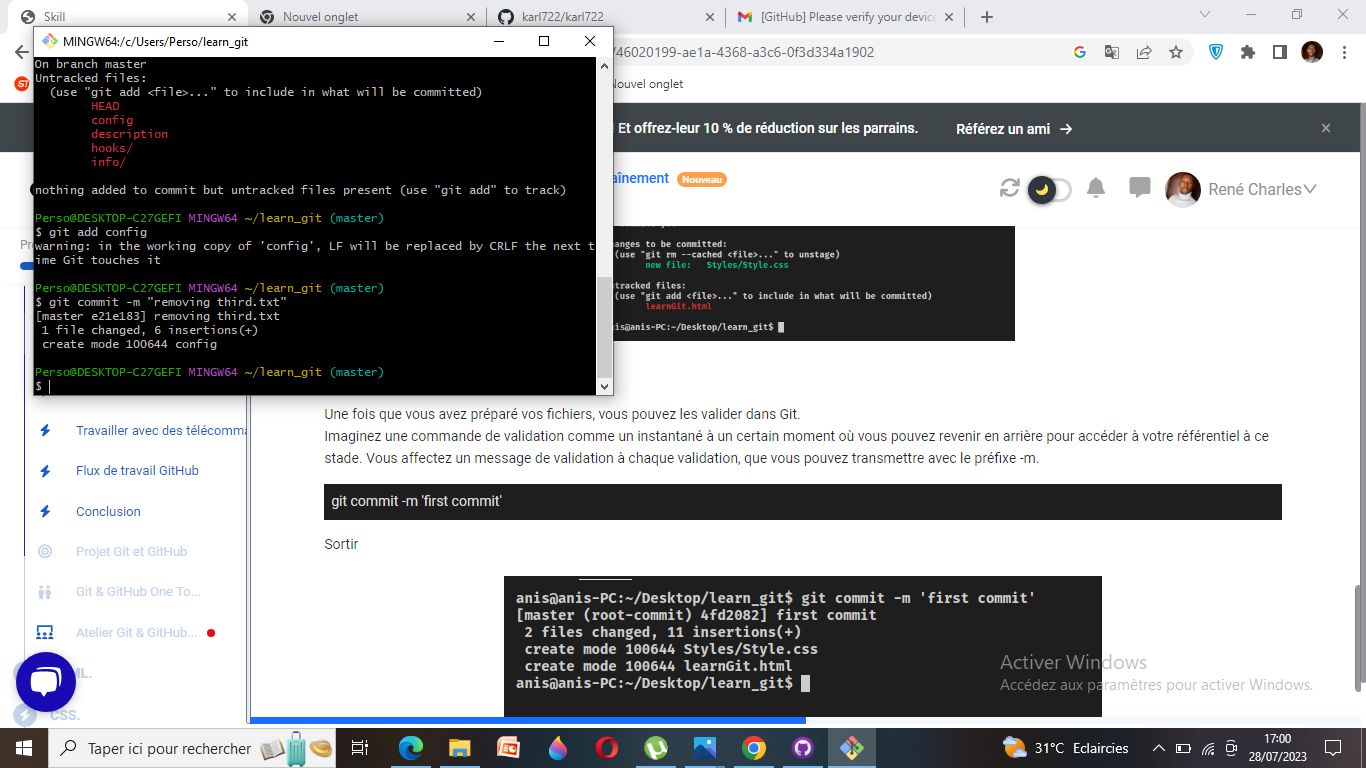 Skill
Nouvel onglet
karl722/karl722
[GitHub] Please verify your device
MINGW64:/c/Users/Perso/learn_git
/46020199-ae1a-4368-a3c6-0f3d334a1902
Nouvel onglet
On branch master
Untracked files:
(use "git add <file>..." to include in what will be committed)
HEAD
config
description
hooks/
info/
nothing added to commit but untracked files present (use "git add" to track)
Perso@DESKTOP-C27GEFI MINGW64 ~/learn_git (master)
$ git add config
warning: in the working copy of 'config', LF will be replaced by CRLF the next t
ime Git touches it
Perso@DESKTOP-C27GEFI MINGW64 ~/learn_git (master)
$ git commit -m "removing third.txt"
[master e21e183] removing third.txt
1 file changed, 6 insertions(+)
create mode 100644 config
Perso@DESKTOP-C27GEFI MINGW64 ~/learn_git (master)
$
! Et offrez-leur 10 % de réduction sur les parrains.
Référez un ami
aînement
Nouveau
René Charles
anges to be committed:
(use "git rm --cached <file>..." to unstage)
new file: Styles/Style.css
tracked files:
(use "git add <file>..." to include in what will be committed)
learnGit.html
is@anis-PC:~/Desktop/learn_git$
Travailler avec des télécomma
Flux de travail GitHub
Conclusion
Projet Git et GitHub
Git & GitHub One To...
Atelier Git & GitHub...
ML.
CSS.
Une fois que vous avez préparé vos fichiers, vous pouvez les valider dans Git.
Imaginez une commande de validation comme un instantané à un certain moment où vous pouvez revenir en arrière pour accéder à votre référentiel à ce
stade. Vous affectez un message de validation à chaque validation, que vous pouvez transmettre avec le préfixe -m.
git commit -m 'first commit'
Sortir
anis@anis-PC:~/Desktop/learn_git$ git commit -m 'first commit'
[master (root-commit) 4fd2082] first commit
2 files changed, 11 insertions(+)
create mode 100644 Styles/Style.css
create mode 100644 learnGit.html
anis@anis-PC:~/Desktop/learn_git$
Activer Windows
Accédez aux paramètres pour activer Windows.
Taper ici pour rechercher
31°C Eclaircies
17:00
28/07/2023